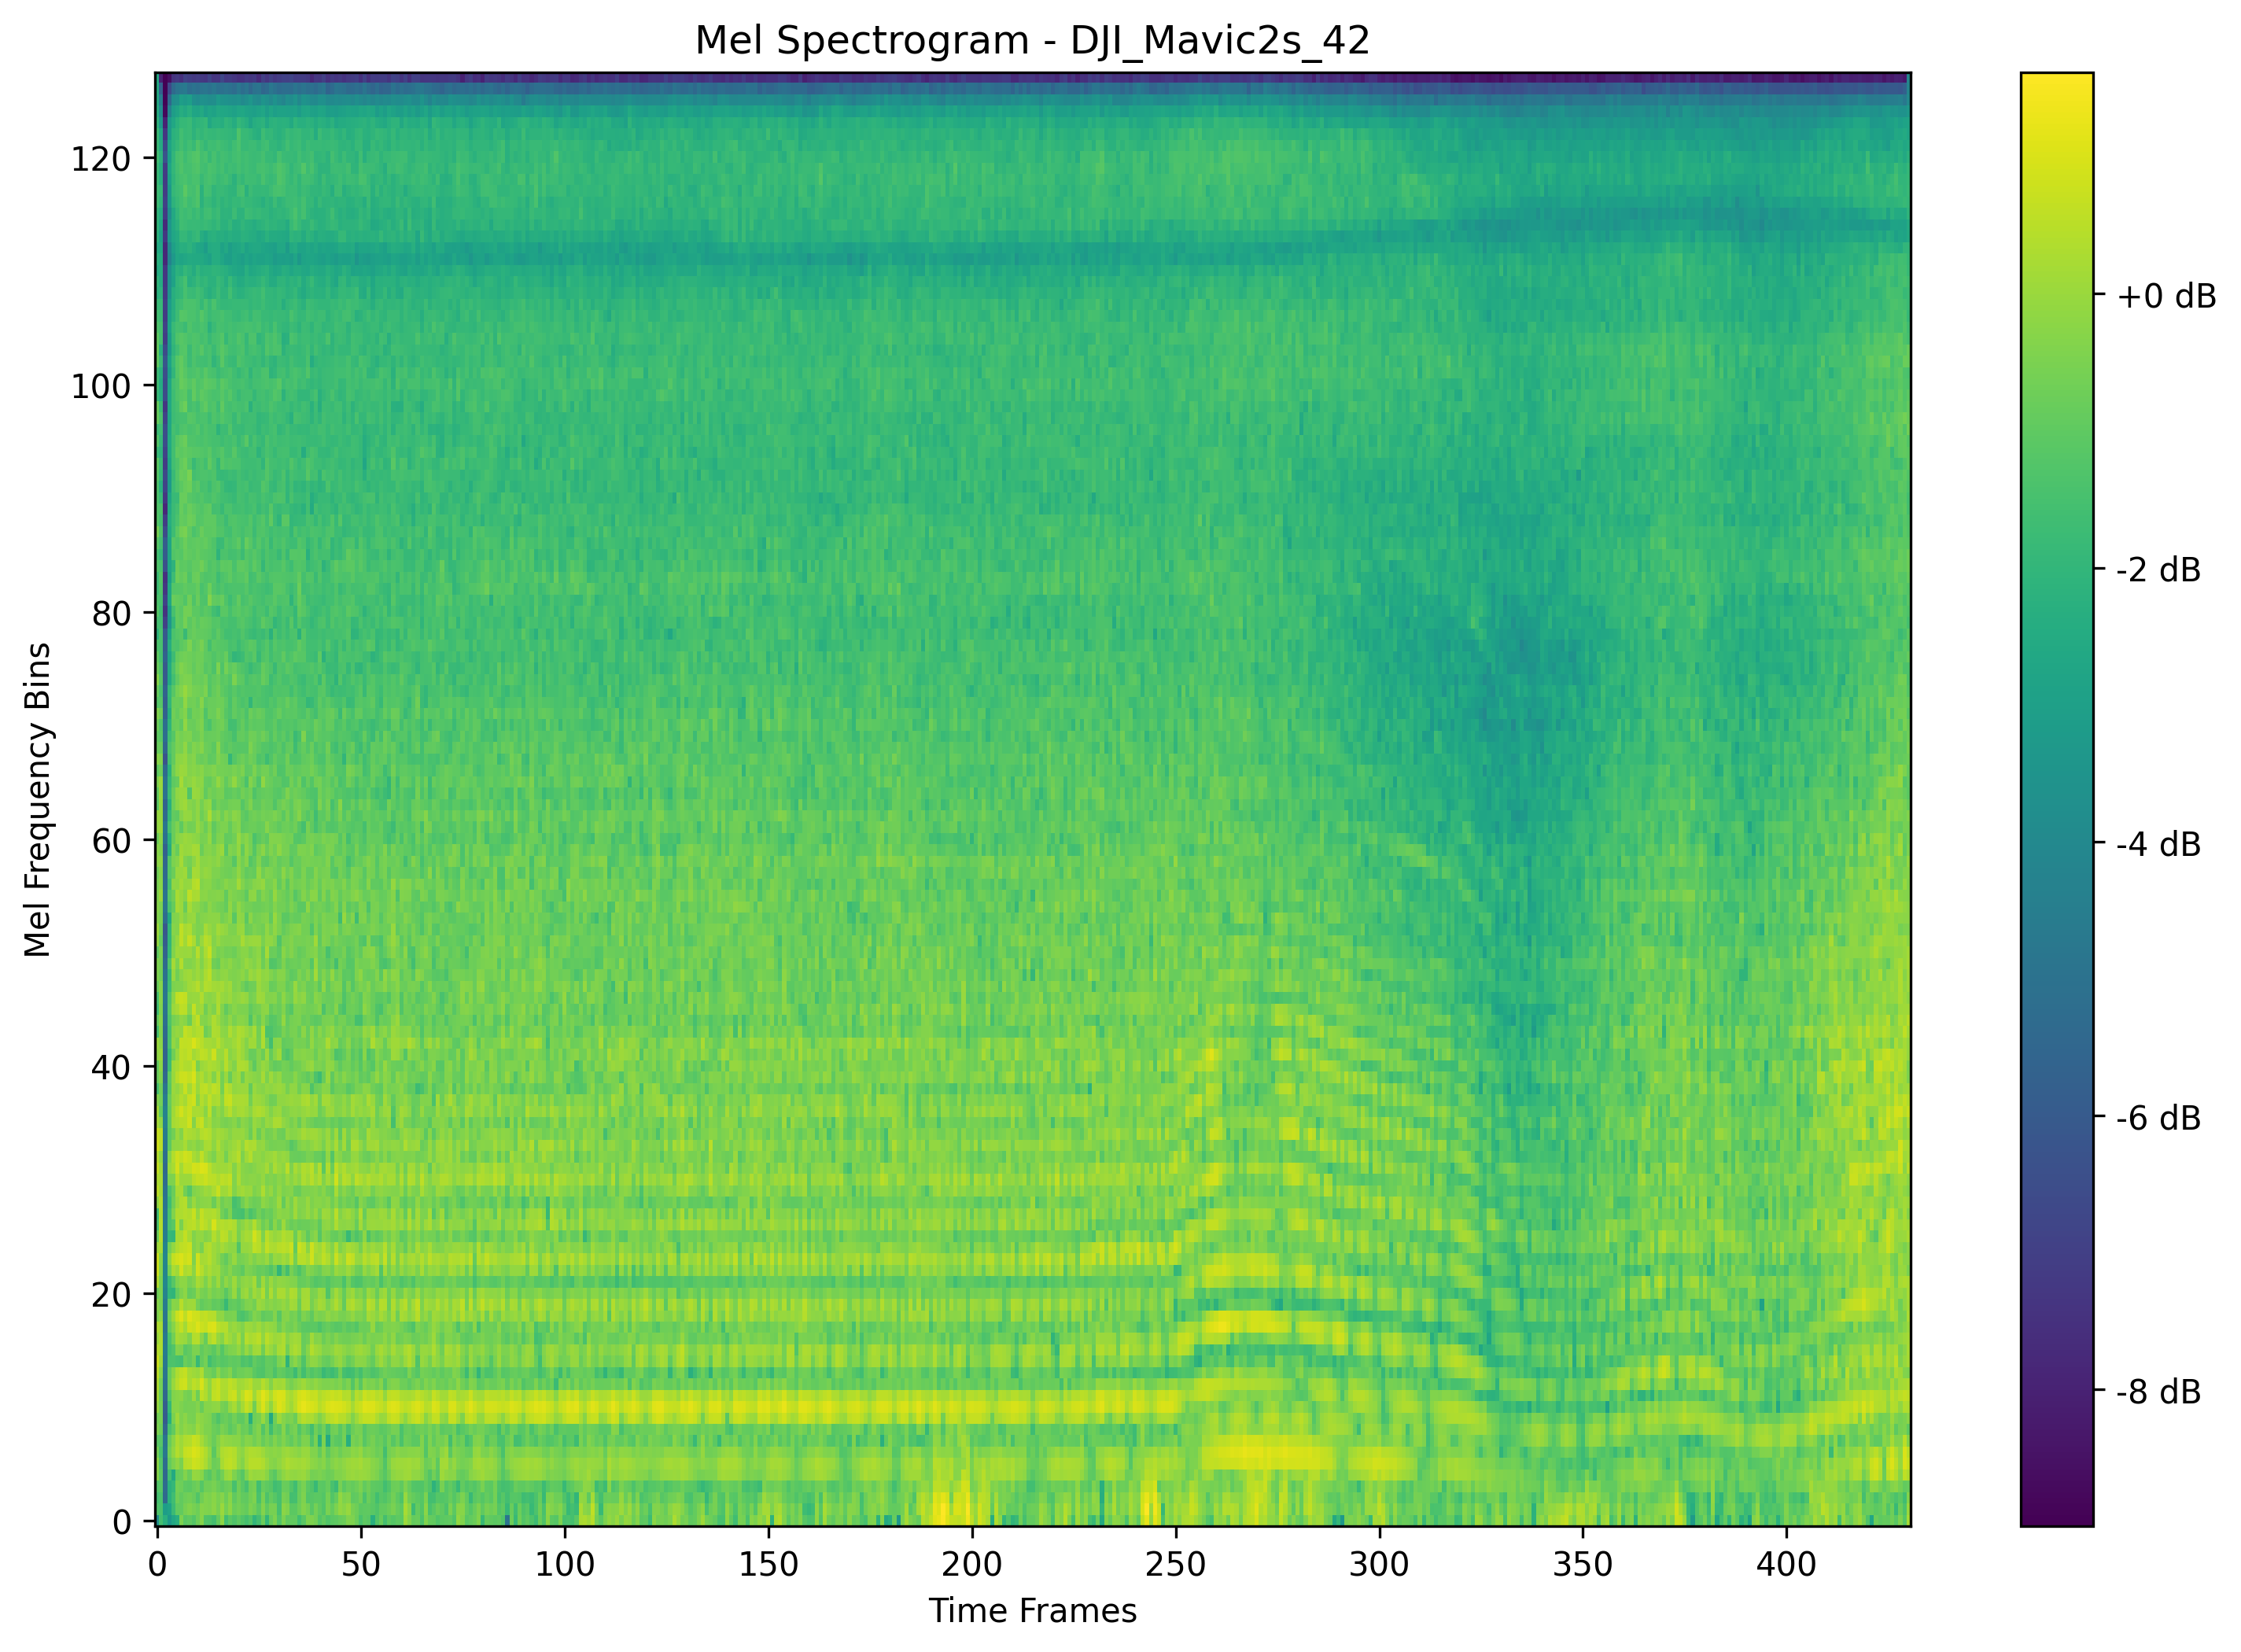 Mel Spectrogram - DJI_Mavic2s_42
Mel Frequency Bins
120
100
80
60
40
20
0
0 50 100 150 200 250 300 350 400
Time Frames
+0 dB
-2 dB
-4 dB
-6 dB
-8 dB